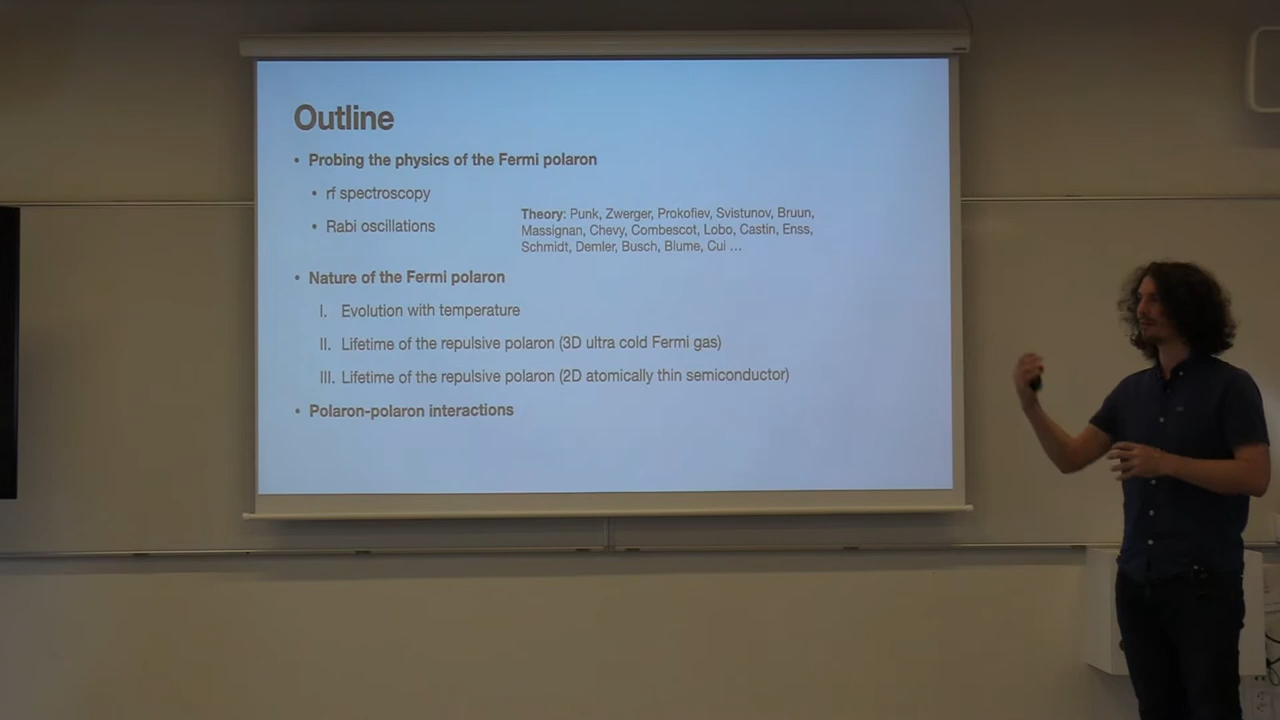 Outline
• Probing the physics of the Fermi polaron
• rf spectroscopy
• Rabi oscillations
Theory: Punk, Zwerger, Prokofiev, Svistunov, Bruun,
Massignan, Chevy, Combescot, Lobo, Castin, Enss,
Schmidt, Demler, Busch, Blume, Cui ...
• Nature of the Fermi polaron
I. Evolution with temperature
II. Lifetime of the repulsive polaron (3D ultra cold Fermi gas)
III. Lifetime of the repulsive polaron (2D atomically thin semiconductor)
• Polaron-polaron interactions